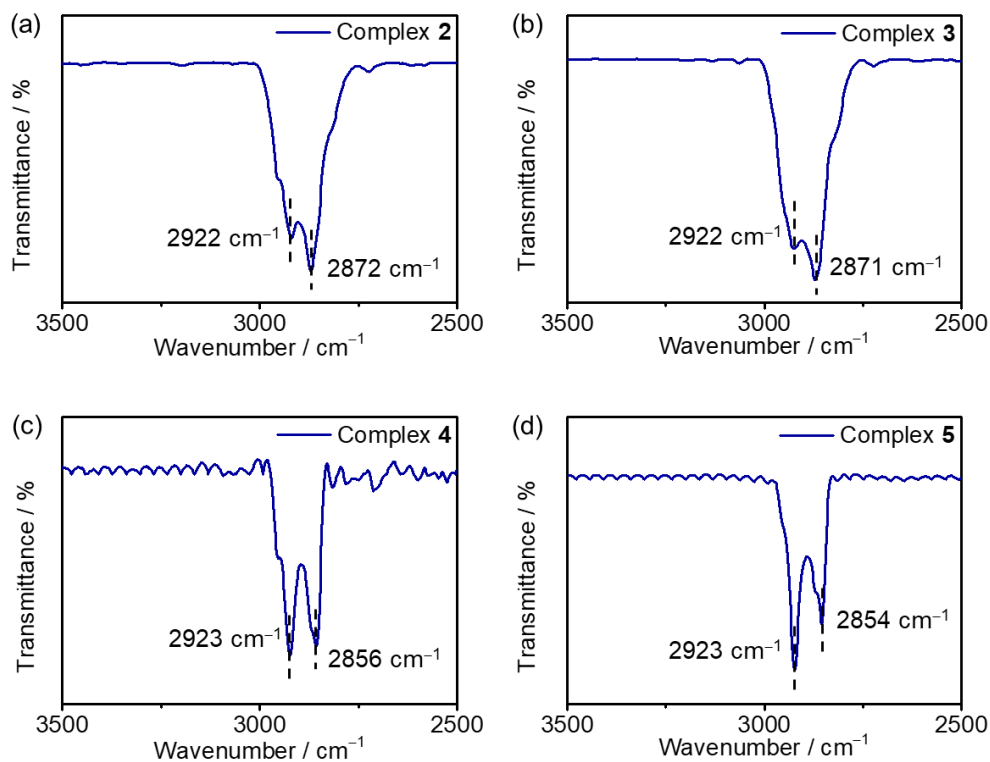 (a)
Complex 2
Transmittance / %
2922 cm⁻¹
2872 cm⁻¹
3500
3000
2500
Wavenumber / cm⁻¹
(b)
Complex 3
Transmittance / %
2922 cm⁻¹
2871 cm⁻¹
3500
3000
2500
Wavenumber / cm⁻¹
(c)
Complex 4
Transmittance / %
2923 cm⁻¹
2856 cm⁻¹
3500
3000
2500
Wavenumber / cm⁻¹
(d)
Complex 5
Transmittance / %
2854 cm⁻¹
2923 cm⁻¹
3500
3000
2500
Wavenumber / cm⁻¹